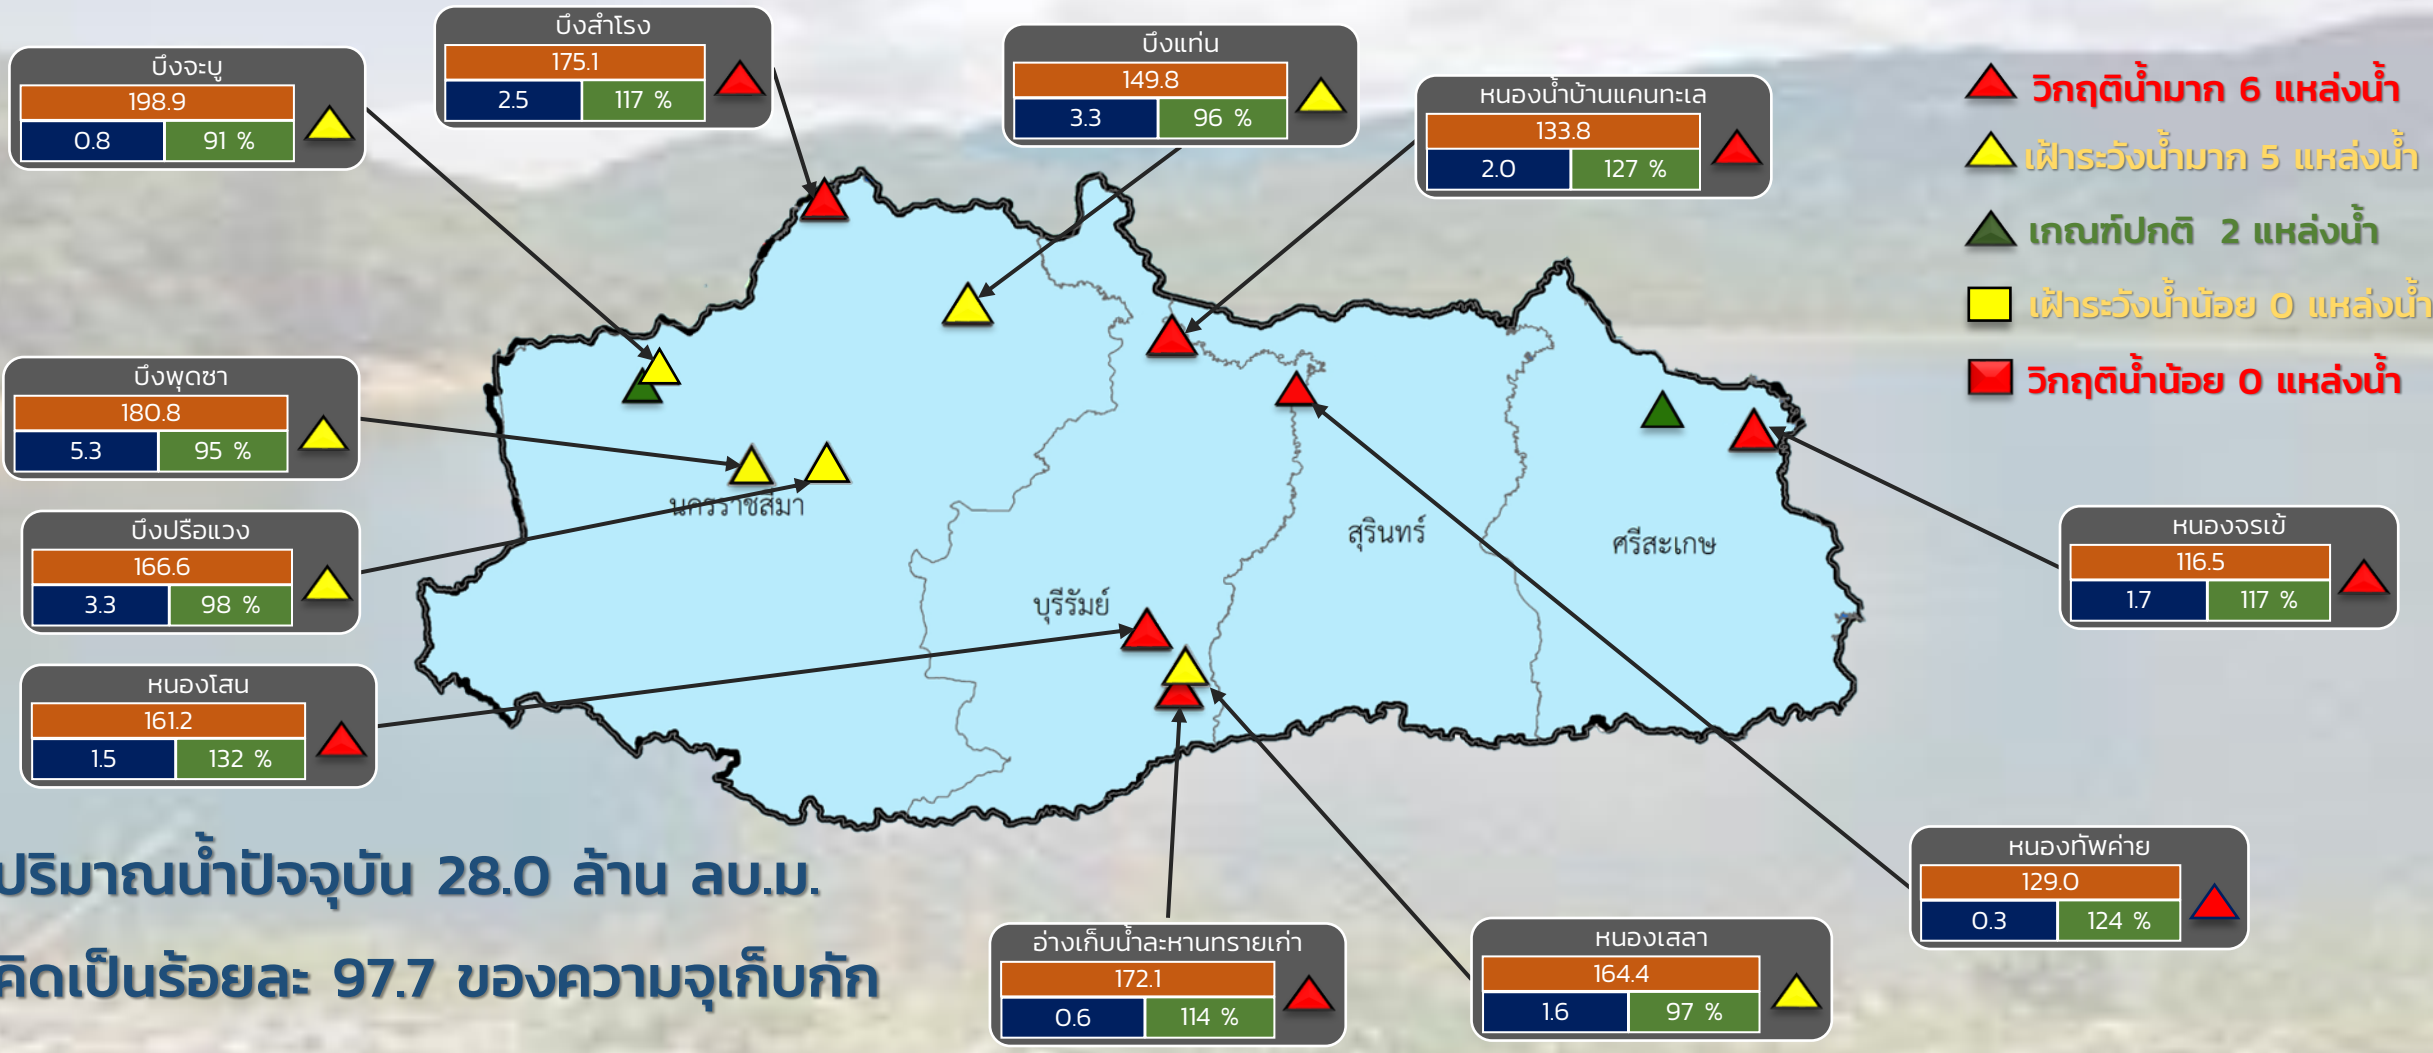 บึงจะบู
198.9
0.8 91 %
บึงสำโรง
175.1
2.5 117 %
บึงแท่น
149.8
3.3 96 %
หนองน้ำบ้านแคนทะเล
133.8
2.0 127 %
วิกฤติน้ำมาก 6 แหล่งน้ำ
เฝ้าระวังน้ำมาก 5 แหล่งน้ำ
เกณฑ์ปกติ 2 แหล่งน้ำ
เฝ้าระวังน้ำน้อย 0 แหล่งน้ำ
วิกฤติน้ำน้อย 0 แหล่งน้ำ
บึงพุดซา
180.8
5.3 95 %
บึงปรือแวง
166.6
3.3 98 %
หนองโสน
161.2
1.5 132 %
นครราชสีมา
บุรีรัมย์
สุรินทร์
ศรีสะเกษ
หนองจรเข้
116.5
1.7 117 %
หนองทัพค่าย
129.0
0.3 124 %
อ่างเก็บน้ำละหานทรายเก่า
172.1
0.6 114 %
หนองเสลา
164.4
1.6 97 %
ปริมาณน้ำปัจจุบัน 28.0 ล้าน ลบ.ม.
คิดเป็นร้อยละ 97.7 ของความจุเก็บกัก